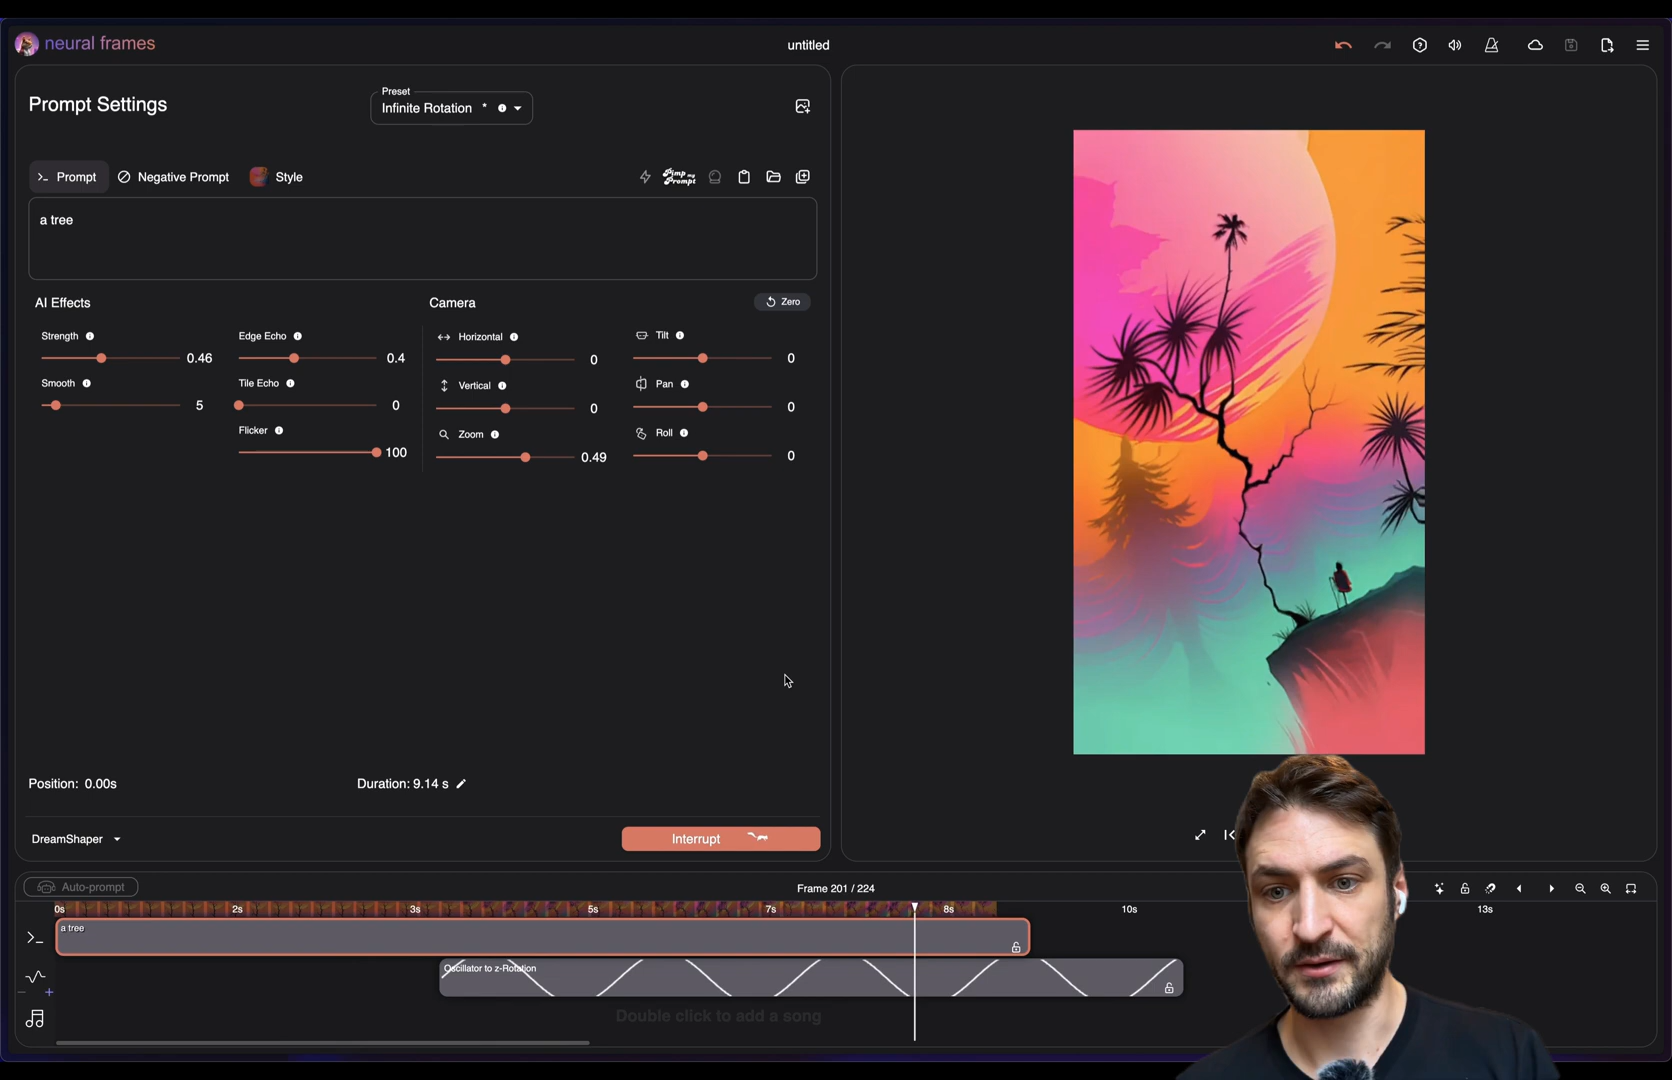 neural frames
untitled
Prompt Settings
Preset
Infinite Rotation *
Prompt
Negative Prompt
Style
Pimp my Prompt
a tree
AI Effects
Camera
Zero
Strength
0.46
Edge Echo
0.4
Horizontal
0
Tilt
0
Smooth
5
Tile Echo
0
Vertical
0
Pan
0
Flicker
100
Zoom
0.49
Roll
0
Position: 0.00s
Duration: 9.14 s
DreamShaper
Interrupt
Auto-prompt
Frame 201 / 224
0s 2s 3s 5s 7s 8s 10s 13s
a tree
Oscillator to z-Rotation
Double click to add a song